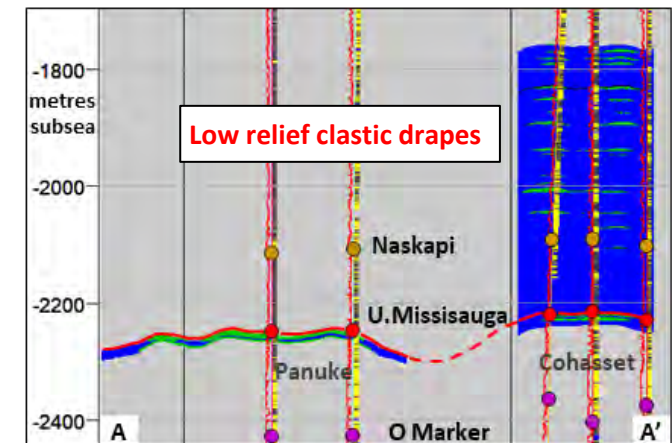 -1800
metres
subsea
Low relief clastic drapes
-2000
Naskapi
-2200
U.Missisauga
Panuke
Cohasset
-2400
A
O Marker
A'